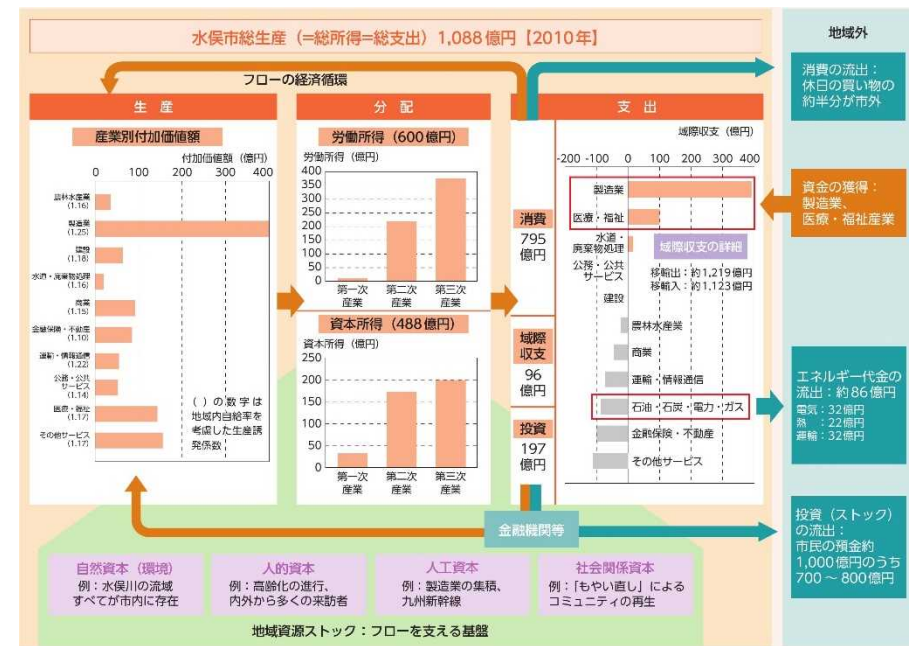 水俣市総生産（=総所得=総支出）1,088億円【2010年】
フローの経済循環
生 産
産業別付加価値額
付加価値額（億円）
0 100 200 300 400
農林水産業
(1.16)
製造業
(1.25)
建設
(1.18)
水道・廃棄物処理
(1.16)
商業
(1.15)
金融保険・不動産
(1.10)
運輸・情報通信
(1.22)
公務・公共
サービス
(1.14)
医療・福祉
(1.17)
その他サービス
(1.17)
( ）の数字は
地域内自給率を
考慮した生産誘
発係数
分 配
労働所得（600億円）
労働所得（億円）
400
350
300
250
200
150
100
50
0
第一次
産業
第二次
産業
第三次
産業
資本所得（488億円）
資本所得（億円）
250
200
150
100
50
0
第一次
産業
第二次
産業
第三次
産業
支 出
消費
795
億円
域際
収支
96
億円
投資
197
億円
域際収支（億円）
-200 -100 0 100 200 300 400
製造業
医療・福祉
水道・
廃棄物処理
公務・公共
サービス
建設
域際収支の詳細
移輸出：約1,219億円
移輸入：約1,123億円
農林水産業
商業
運輸・情報通信
石油・石炭・電力・ガス
金融保険・不動産
その他サービス
地域外
消費の流出：
休日の買い物の
約半分が市外
資金の獲得：
製造業、
医療・福祉産業
エネルギー代金の
流出：約86億円
電気：32億円
熱 ：22億円
運輸：32億円
投資（ストック）
の流出：
市民の預金約
1,000億円のうち
700～800億円
金融機関等
自然資本（環境）
例：水俣川の流域
すべてが市内に存在
人的資本
例：高齢化の進行、
内外から多くの来訪者
人工資本
例：製造業の集積、
九州新幹線
社会関係資本
例：「もやい直し」による
コミュニティの再生
地域資源ストック：フローを支える基盤